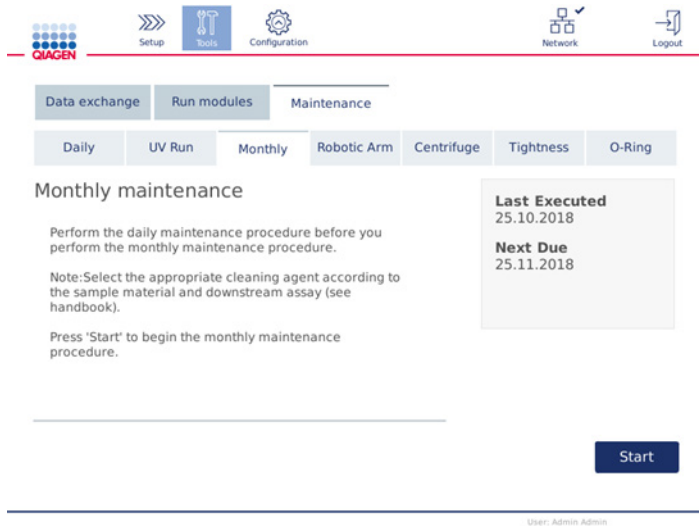 QIAGEN
Setup
Tools
Configuration
Network
Logout
Data exchange
Run modules
Maintenance
Daily
UV Run
Monthly
Robotic Arm
Centrifuge
Tightness
O-Ring
Monthly maintenance
Perform the daily maintenance procedure before you
perform the monthly maintenance procedure.
Note:Select the appropriate cleaning agent according to
the sample material and downstream assay (see
handbook).
Press 'Start' to begin the monthly maintenance
procedure.
Last Executed
25.10.2018
Next Due
25.11.2018
Start
User: Admin Admin